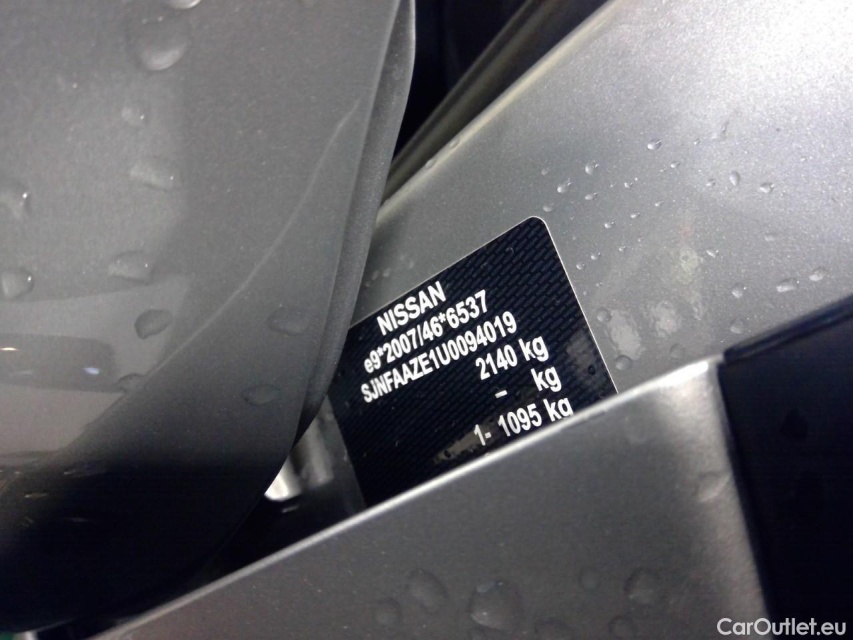 NISSAN
e9*2007/46*6537
SJNFAAZE1U0094019
2140 kg
- kg
1- 1095 kg
CarOutlet.eu